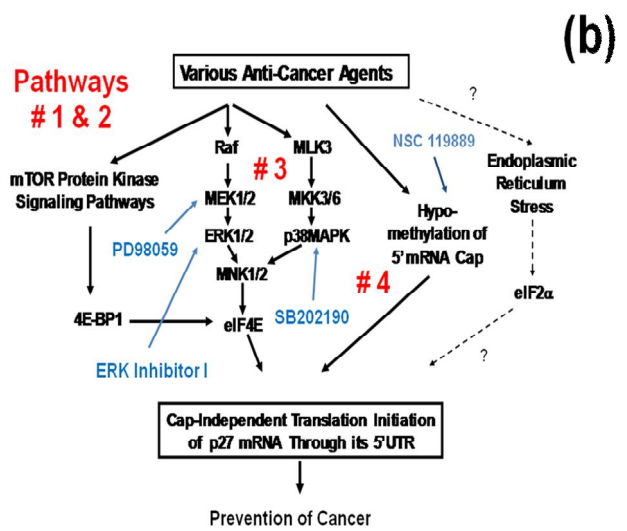 (b)
Various Anti-Cancer Agents
Pathways
# 1 & 2
?
Raf
MLK3
NSC 119889
# 3
Endoplasmic
Reticulum
Stress
mTOR Protein Kinase
Signaling Pathways
MEK1/2
MKK3/6
Hypo-
methylation of
5' mRNA Cap
PD98059
ERK1/2
p38MAPK
MNK1/2
# 4
eIF2α
4E-BP1
eIF4E
SB202190
?
ERK Inhibitor I
Cap-Independent Translation Initiation
of p27 mRNA Through its 5'UTR
Prevention of Cancer